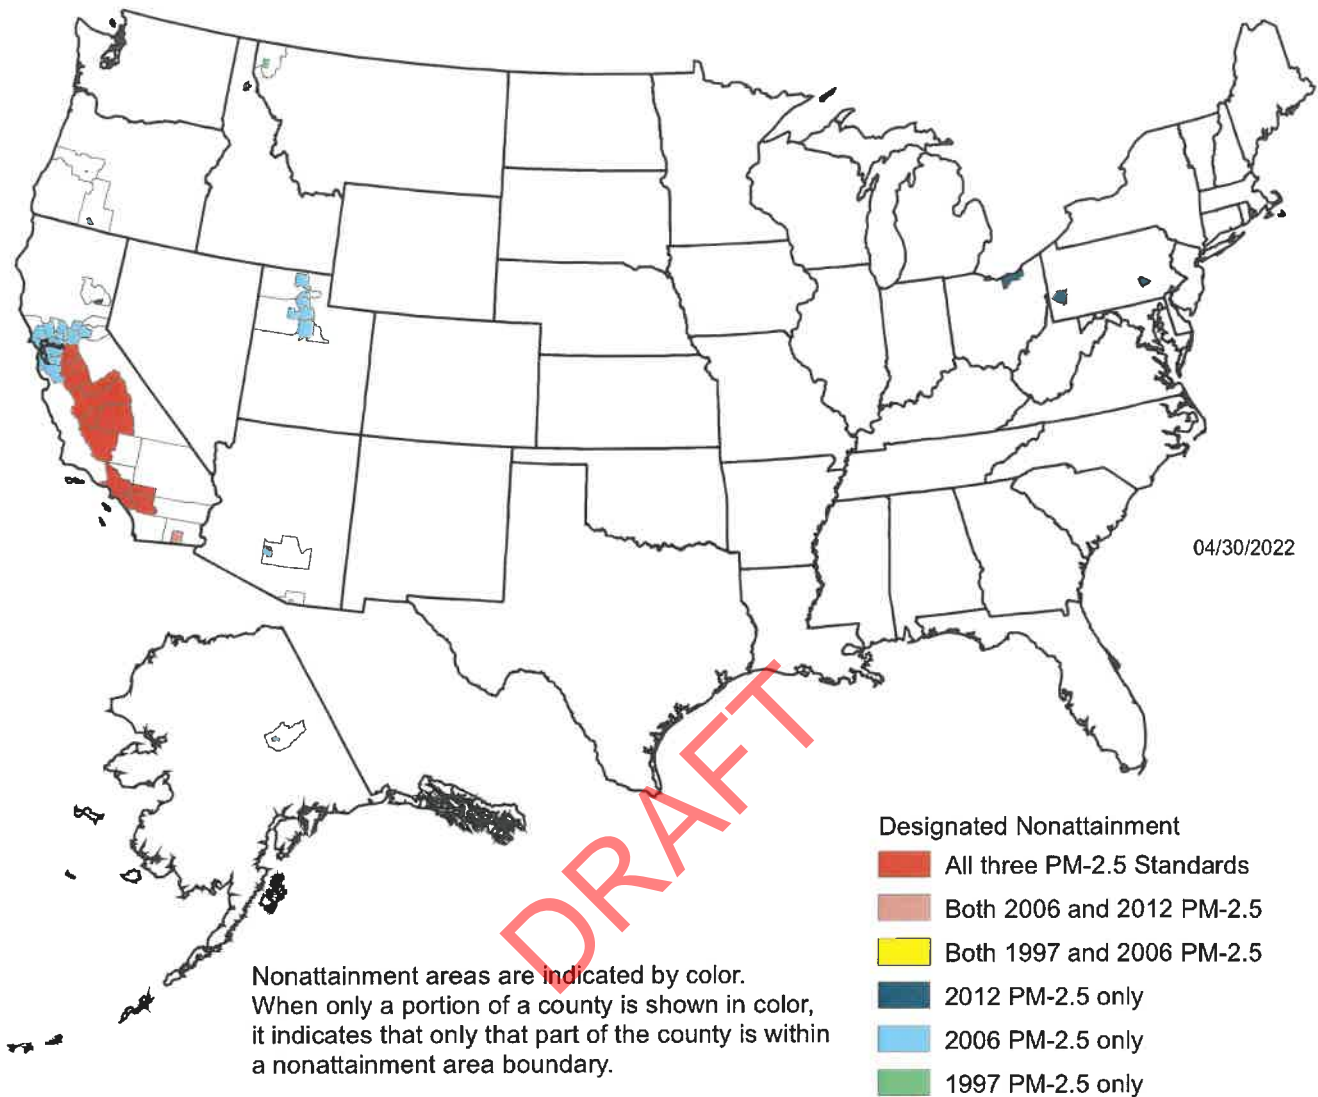 04/30/2022
DRAFT
Designated Nonattainment
All three PM-2.5 Standards
Both 2006 and 2012 PM-2.5
Both 1997 and 2006 PM-2.5
2012 PM-2.5 only
2006 PM-2.5 only
1997 PM-2.5 only
Nonattainment areas are indicated by color.
When only a portion of a county is shown in color,
it indicates that only that part of the county is within
a nonattainment area boundary.